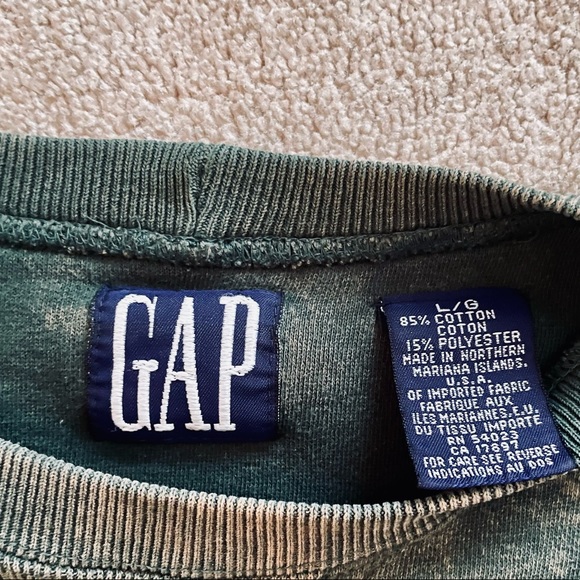 GAP
L/G
85% COTTON
COTON
15% POLYESTER
MADE IN NORTHERN
MARIANA ISLANDS.
U.S.A.
OF IMPORTED FABRIC
FABRIQUE AUX
ILES MARIANNES.E.U.
DU TISSU IMPORTE
RN 54023
CA 17897
FOR CARE SEE REVERSE
INDICATIONS AU DOS